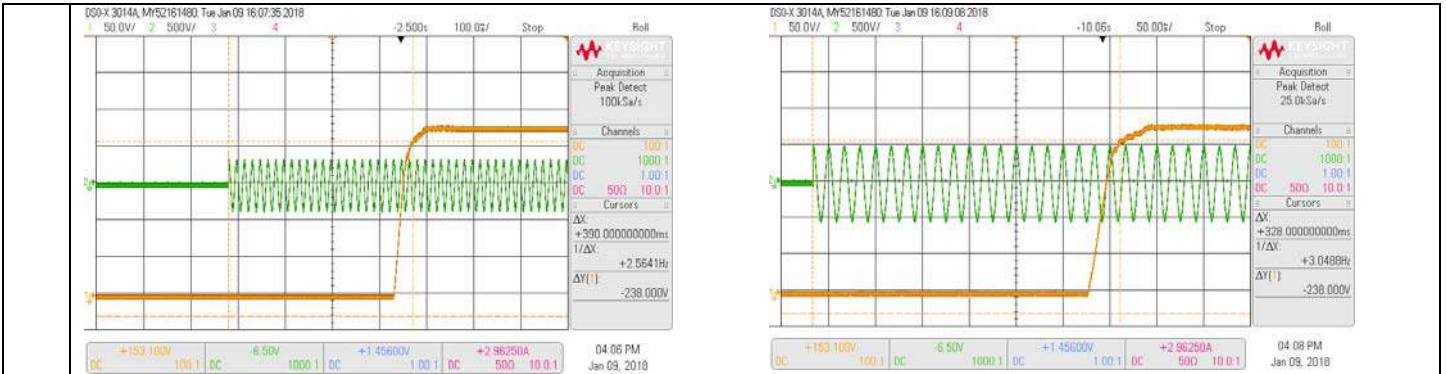 DSO-X 3014A, MY52161480: Tue Jan 09 16:07:35 2018
1 50.0V/ 2 500V/ 3 4 -2.500s 100.0ms/ Stop Roll
KEYSIGHT
Acquisition
Peak Detect
100kSa/s
Channels
DC 100:1
DC 1000:1
DC 1.00:1
DC 50Ω 10.0:1
Cursors
ΔX:
+390.000000000ms
1/ΔX:
+2.5641Hz
ΔY(1):
-238.000V
+153.100V -6.50V +1.45600V +2.96250A
DC 100:1 DC 1000:1 DC 1.00:1 DC 50Ω 10.0:1
04:06 PM
Jan 09, 2018
DSO-X 3014A, MY52161480: Tue Jan 09 16:09:08 2018
1 50.0V/ 2 500V/ 3 4 -10.06s 50.00ms/ Stop Roll
KEYSIGHT
Acquisition
Peak Detect
25.0kSa/s
Channels
DC 100:1
DC 1000:1
DC 1.00:1
DC 50Ω 10.0:1
Cursors
ΔX:
+328.000000000ms
1/ΔX:
+3.0488Hz
ΔY(1):
-238.000V
+153.100V -6.50V +1.45600V +2.96250A
DC 100:1 DC 1000:1 DC 1.00:1 DC 50Ω 10.0:1
04:08 PM
Jan 09, 2018